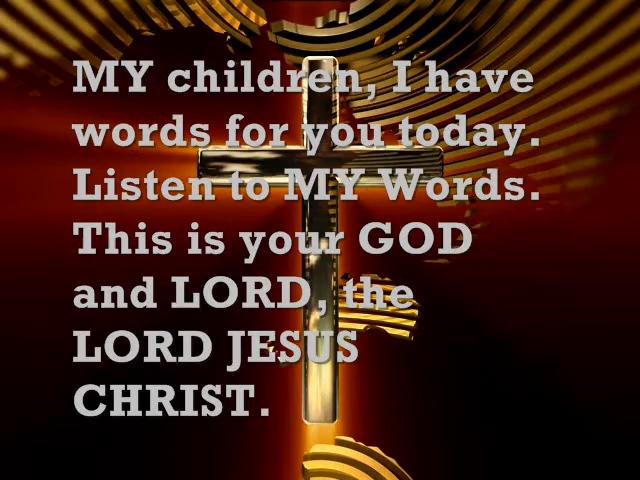 MY children, I have
words for you today.
Listen to MY Words.
This is your GOD
and LORD, the
LORD JESUS
CHRIST.